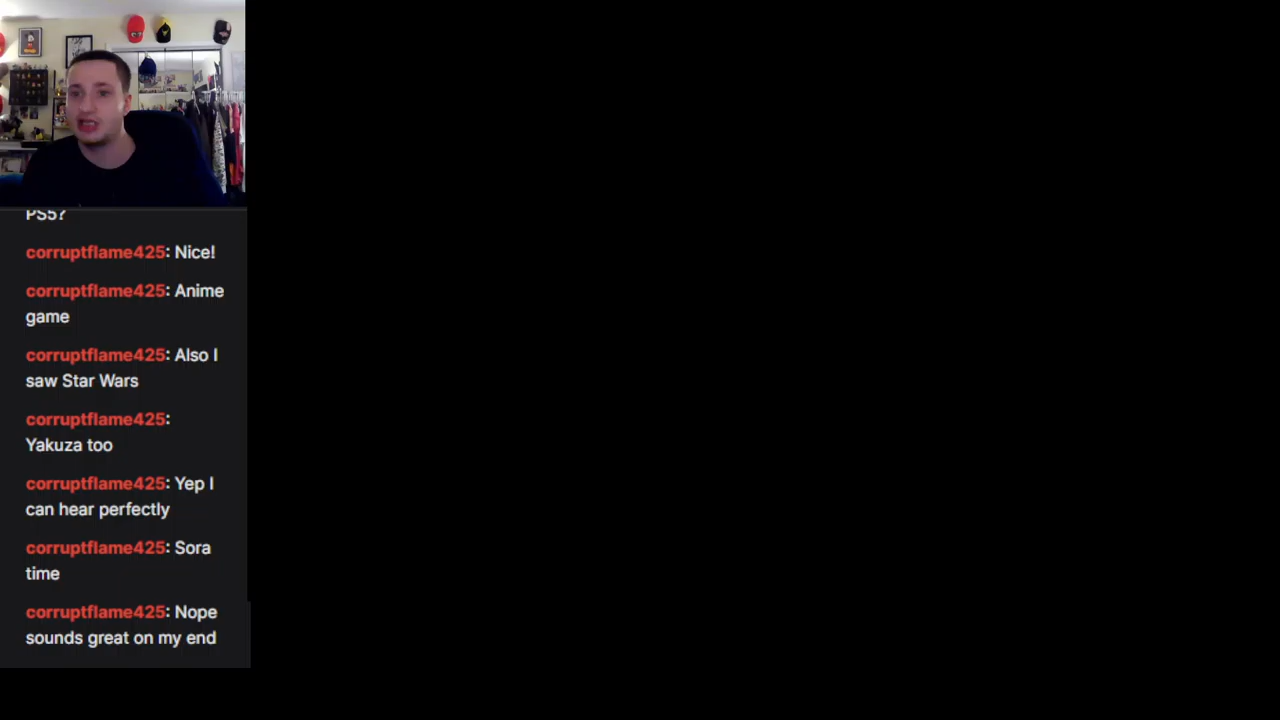 PS5?
corruptflame425: Nice!
corruptflame425: Anime
game
corruptflame425: Also I
saw Star Wars
corruptflame425:
Yakuza too
corruptflame425: Yep I
can hear perfectly
corruptflame425: Sora
time
corruptflame425: Nope
sounds great on my end